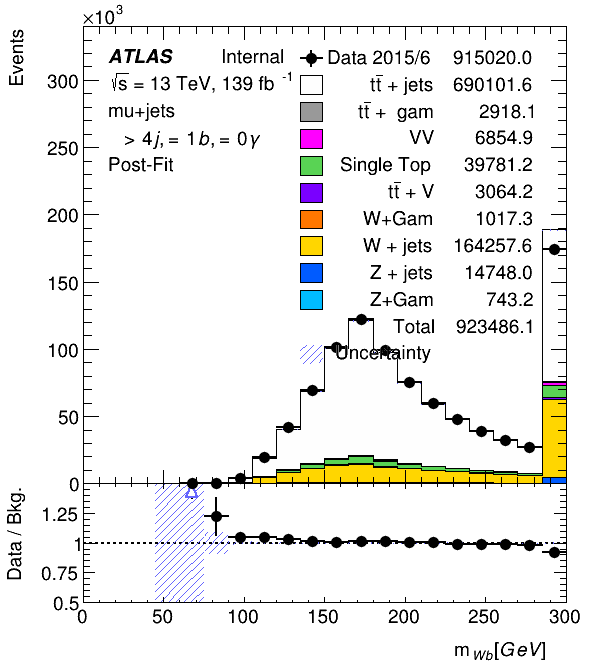 ×10³
Events
ATLAS Internal
√s = 13 TeV, 139 fb⁻¹
mu+jets
> 4j, = 1b, = 0γ
Post-Fit
Data 2015/6 915020.0
tt̄ + jets 690101.6
tt̄ + gam 2918.1
VV 6854.9
Single Top 39781.2
tt̄ + V 3064.2
W+Gam 1017.3
W + jets 164257.6
Z + jets 14748.0
Z+Gam 743.2
Total 923486.1
Uncertainty
300
250
200
150
100
50
0
Data / Bkg.
1.25
1
0.75
0.5
0 50 100 150 200 250 300
m_Wb[GeV]